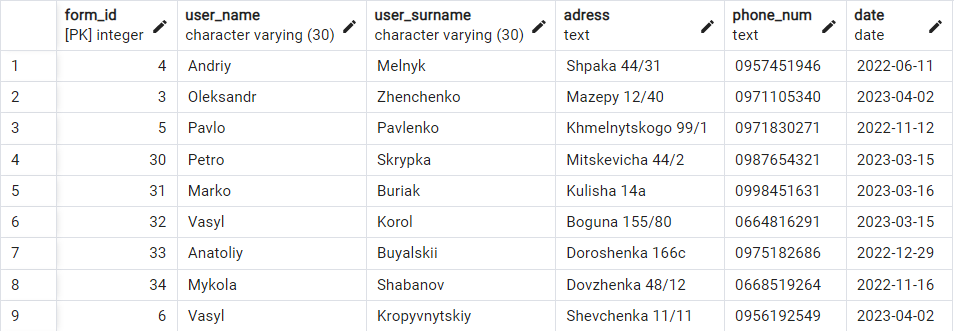 form_id user_name user_surname adress phone_num date
[PK] integer character varying (30) character varying (30) text text date
1 4 Andriy Melnyk Shpaka 44/31 0957451946 2022-06-11
2 3 Oleksandr Zhenchenko Mazepy 12/40 0971105340 2023-04-02
3 5 Pavlo Pavlenko Khmelnytskogo 99/1 0971830271 2022-11-12
4 30 Petro Skrypka Mitskevicha 44/2 0987654321 2023-03-15
5 31 Marko Buriak Kulisha 14a 0998451631 2023-03-16
6 32 Vasyl Korol Boguna 155/80 0664816291 2023-03-15
7 33 Anatoliy Buyalskii Doroshenka 166c 0975182686 2022-12-29
8 34 Mykola Shabanov Dovzhenka 48/12 0668519264 2022-11-16
9 6 Vasyl Kropyvnytskiy Shevchenka 11/11 0956192549 2023-04-02